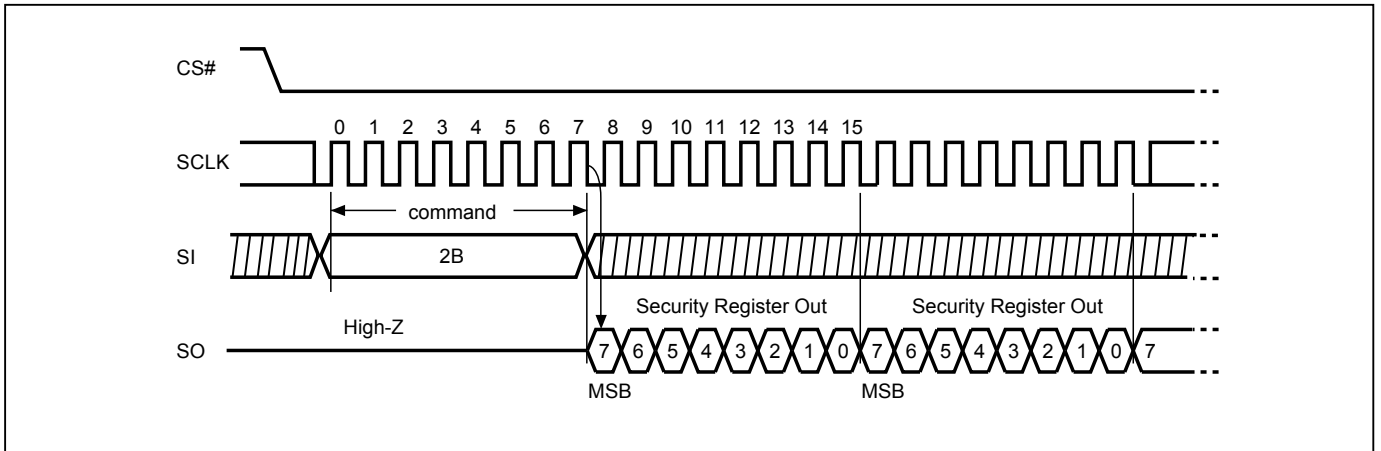 CS#
0 1 2 3 4 5 6 7 8 9 10 11 12 13 14 15
SCLK
command
SI
2B
Security Register Out Security Register Out
High-Z
SO
7 6 5 4 3 2 1 0 7 6 5 4 3 2 1 0 7
MSB MSB